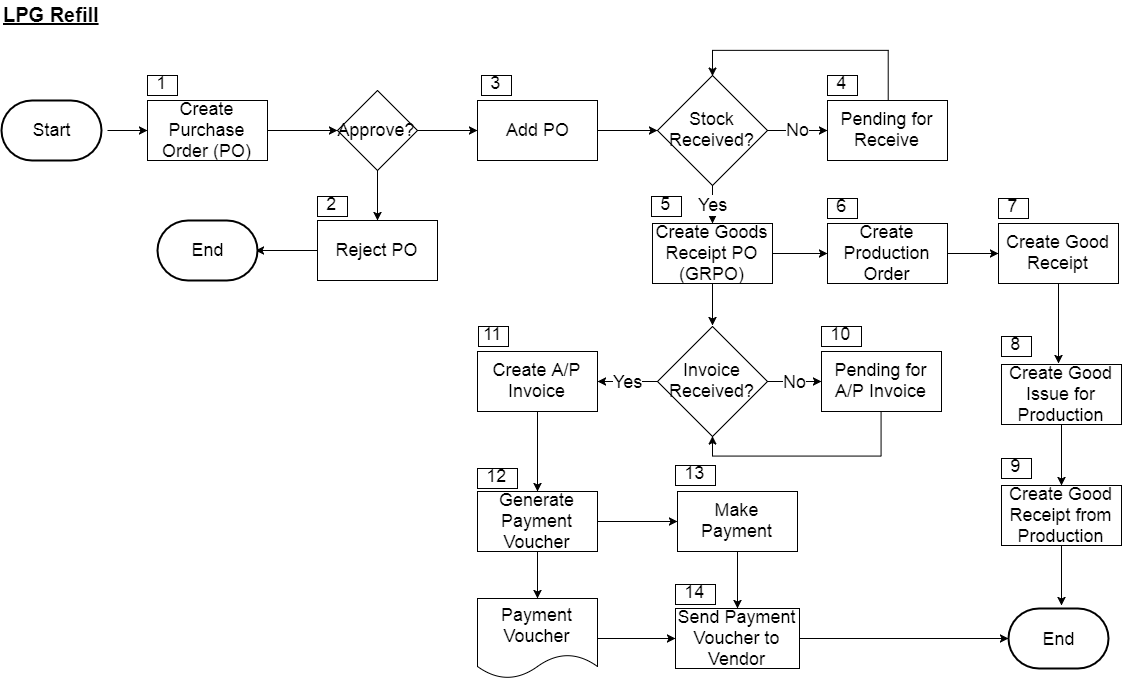 LPG Refill
Start
1
Create
Purchase
Order (PO)
Approve?
3
Add PO
Stock
Received?
No
4
Pending for
Receive
2
Reject PO
End
Yes
5
Create Goods
Receipt PO
(GRPO)
6
Create
Production
Order
7
Create Good
Receipt
8
Create Good
Issue for
Production
9
Create Good
Receipt from
Production
Invoice
Received?
No
10
Pending for
A/P Invoice
Yes
11
Create A/P
Invoice
12
Generate
Payment
Voucher
13
Make
Payment
Payment
Voucher
14
Send Payment
Voucher to
Vendor
End